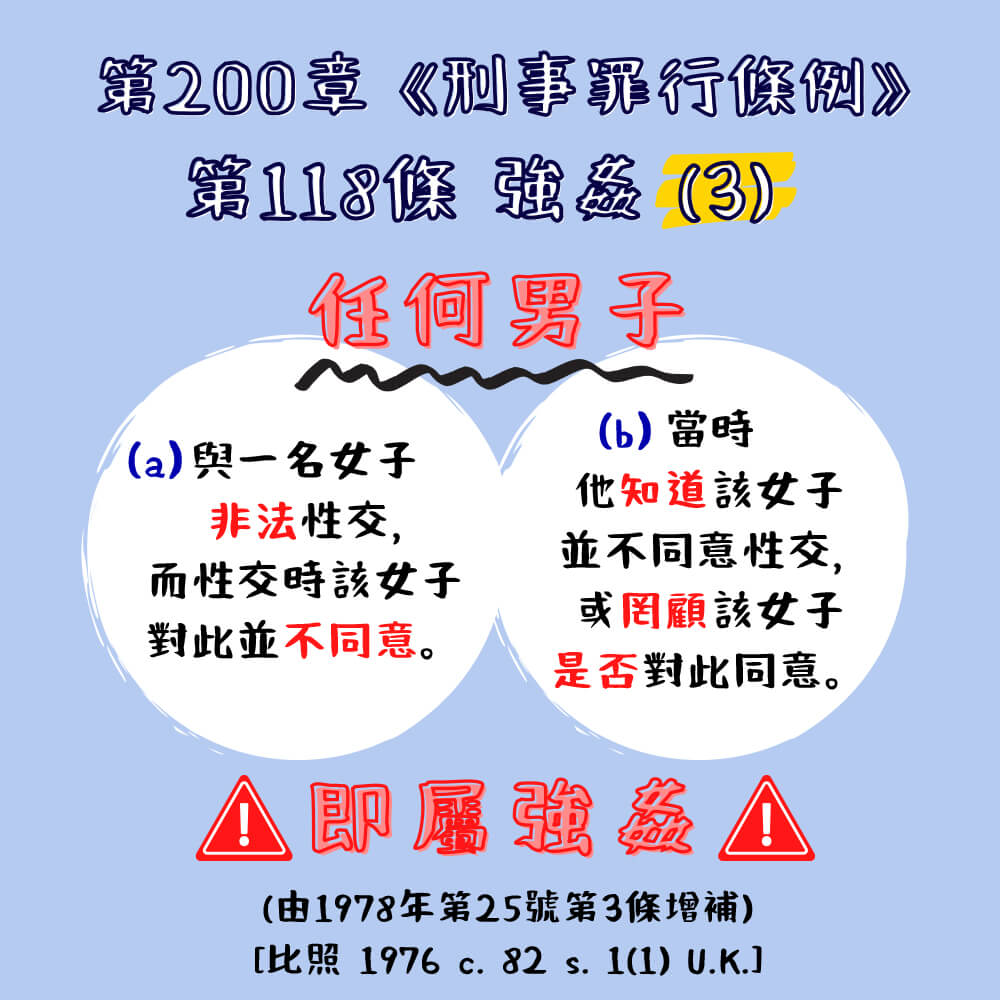 第200章《刑事罪行條例》
第118條 強姦 (3)
任何男子
(a)與一名女子
非法性交,
而性交時該女子
對此並不同意。
(b)當時
他知道該女子
並不同意性交,
或罔顧該女子
是否對此同意。
即屬強姦
(由1978年第25號第3條增補)
[比照 1976 c. 82 s. 1(1) U.K.]